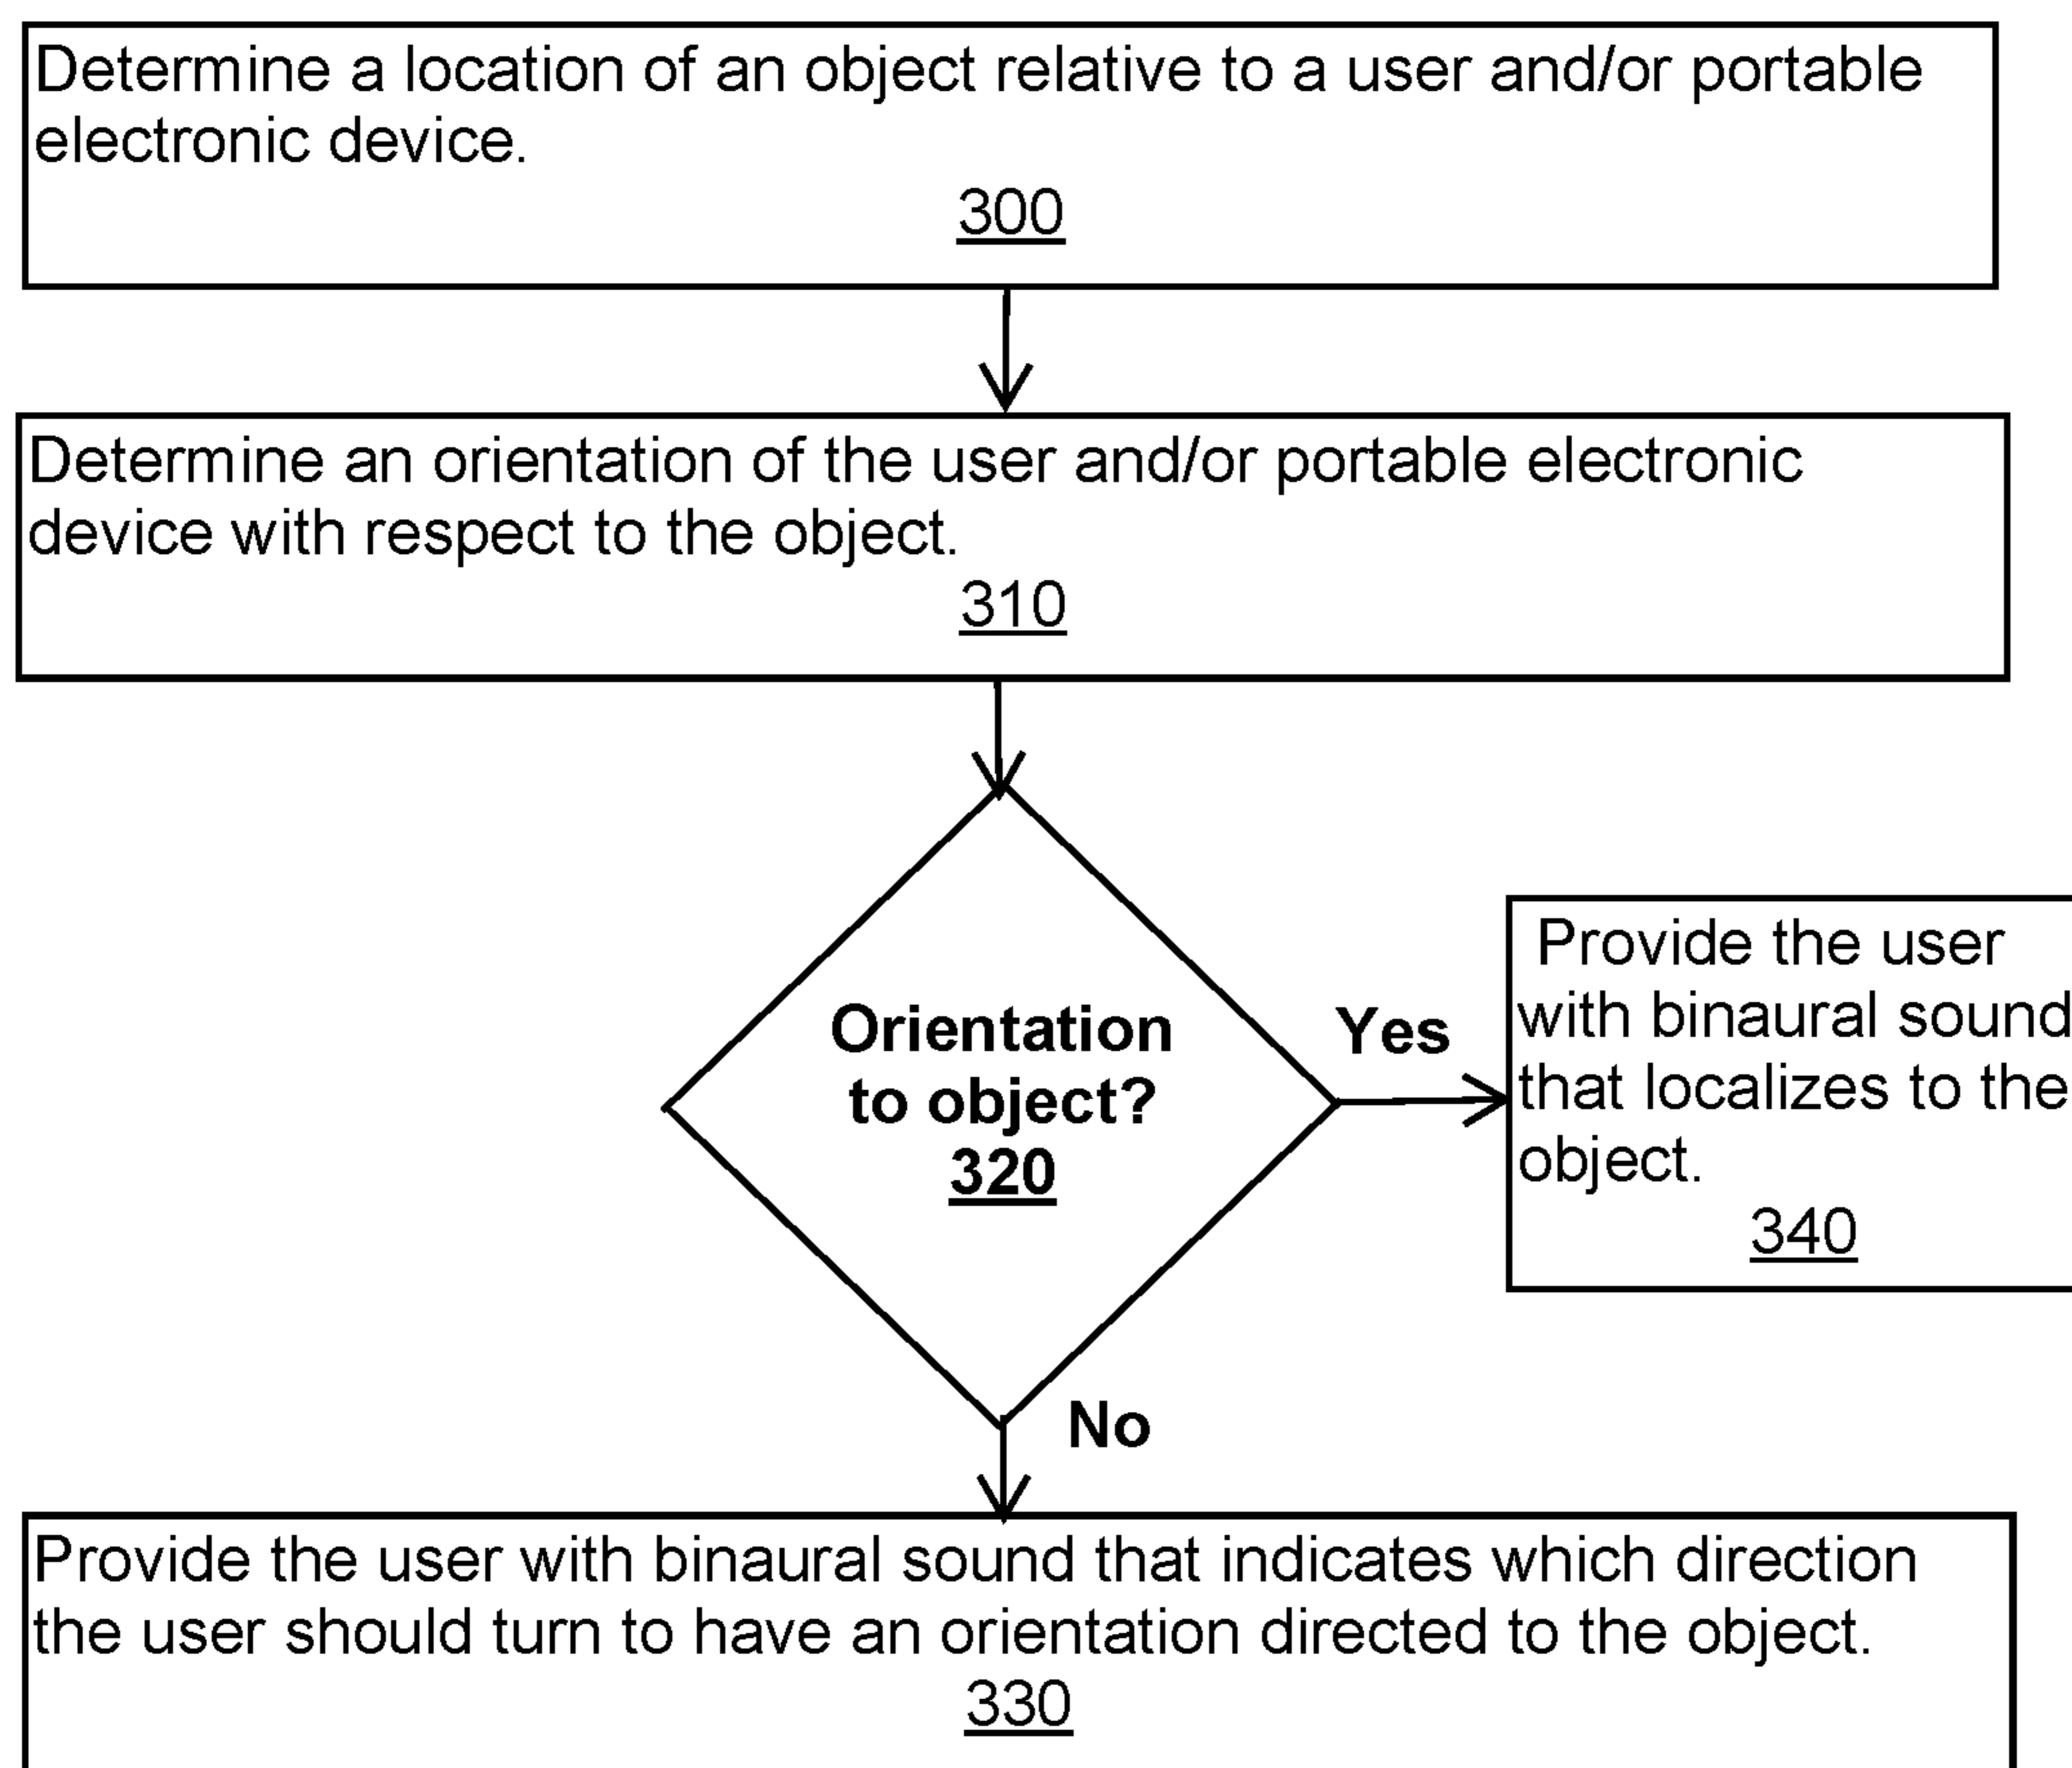 Determine a location of an object relative to a user and/or portable
electronic device.
300
Determine an orientation of the user and/or portable electronic
device with respect to the object.
310
Orientation
to object?
320
Yes
Provide the user
with binaural sound
that localizes to the
object.
340
No
Provide the user with binaural sound that indicates which direction
the user should turn to have an orientation directed to the object.
330